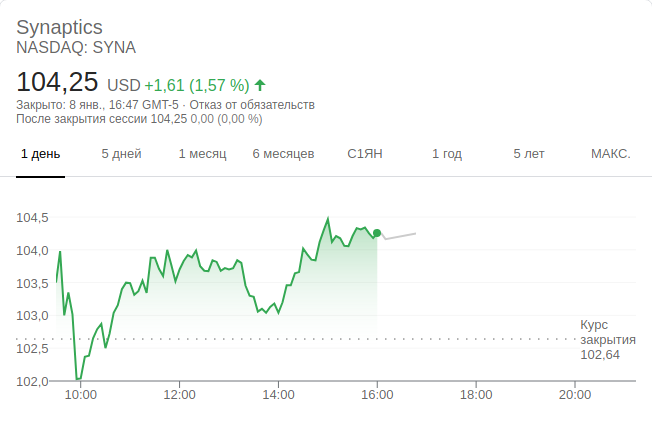 Synaptics
NASDAQ: SYNA
104,25 USD +1,61 (1,57 %)
Закрыто: 8 янв., 16:47 GMT-5 · Отказ от обязательств
После закрытия сессии 104,25 0,00 (0,00 %)
1 день 5 дней 1 месяц 6 месяцев С1ЯН 1 год 5 лет МАКС.
104,5
104,0
103,5
103,0
102,5
102,0
Курс
закрытия
102,64
10:00 12:00 14:00 16:00 18:00 20:00